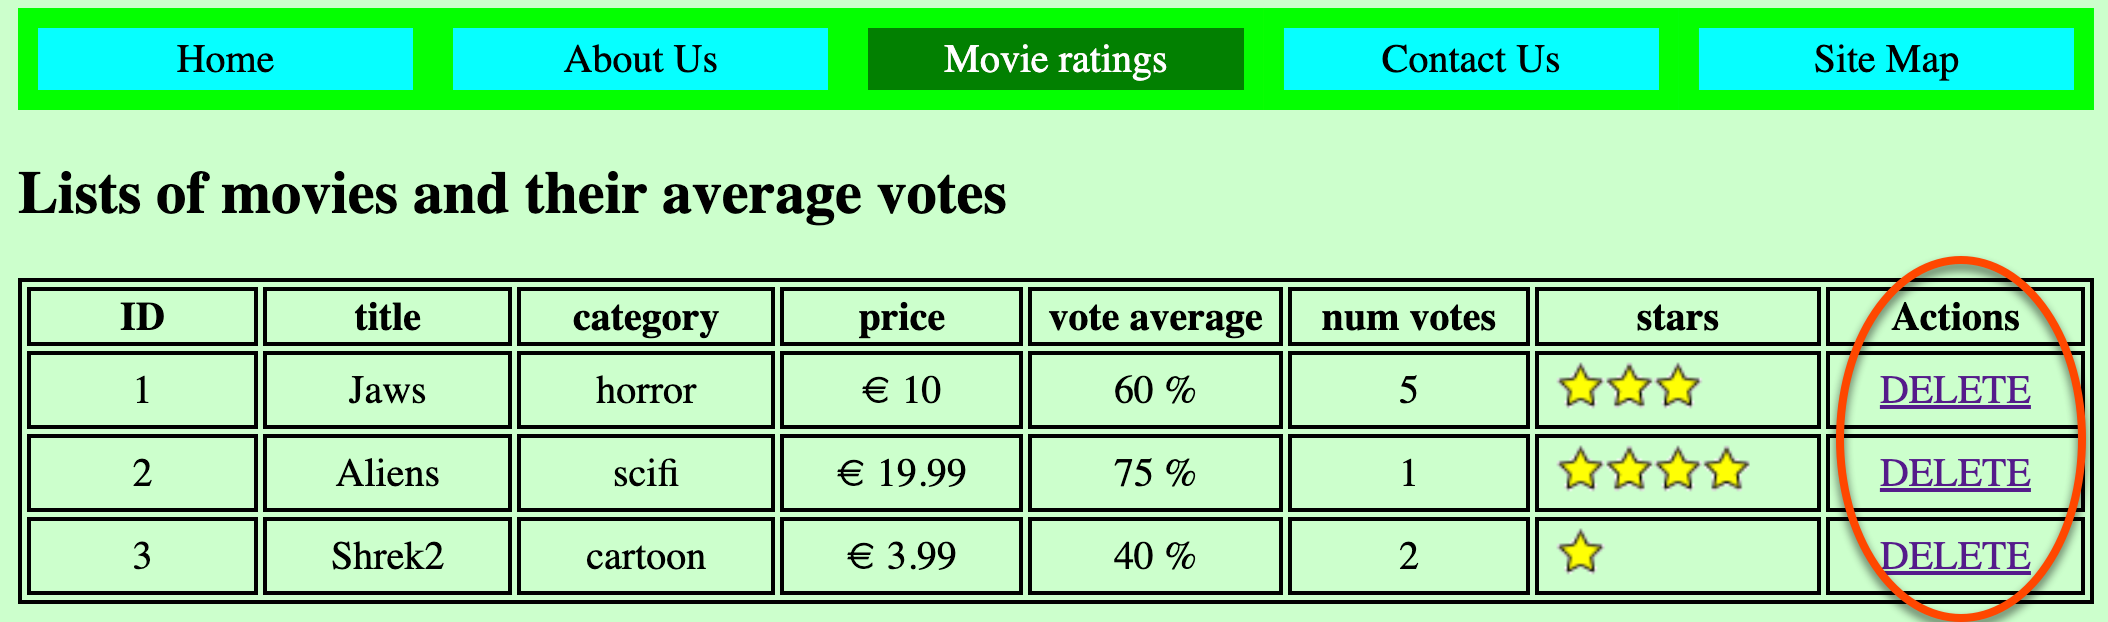 Home About Us Movie ratings Contact Us Site Map
Lists of movies and their average votes
ID title category price vote average num votes stars Actions
1 Jaws horror € 10 60 % 5 DELETE
2 Aliens scifi € 19.99 75 % 1 DELETE
3 Shrek2 cartoon € 3.99 40 % 2 DELETE